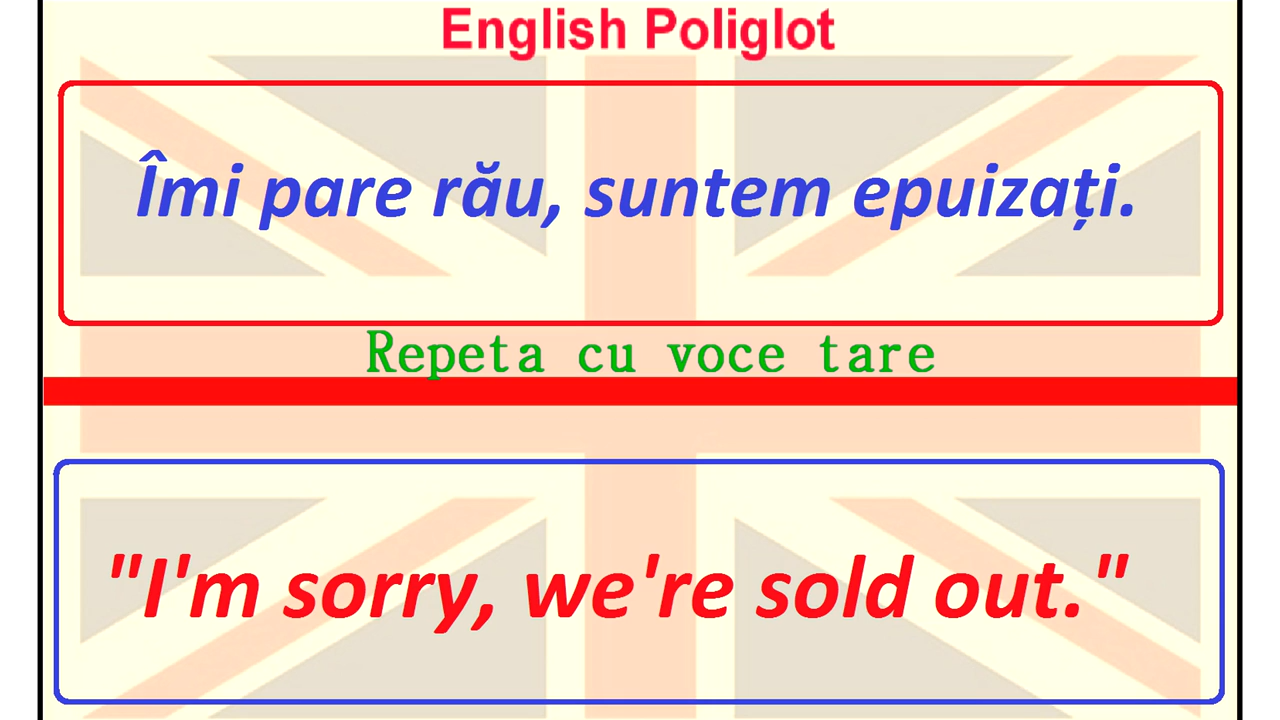 English Poliglot
Îmi pare rău, suntem epuizați.
Repeta cu voce tare
"I'm sorry, we're sold out."